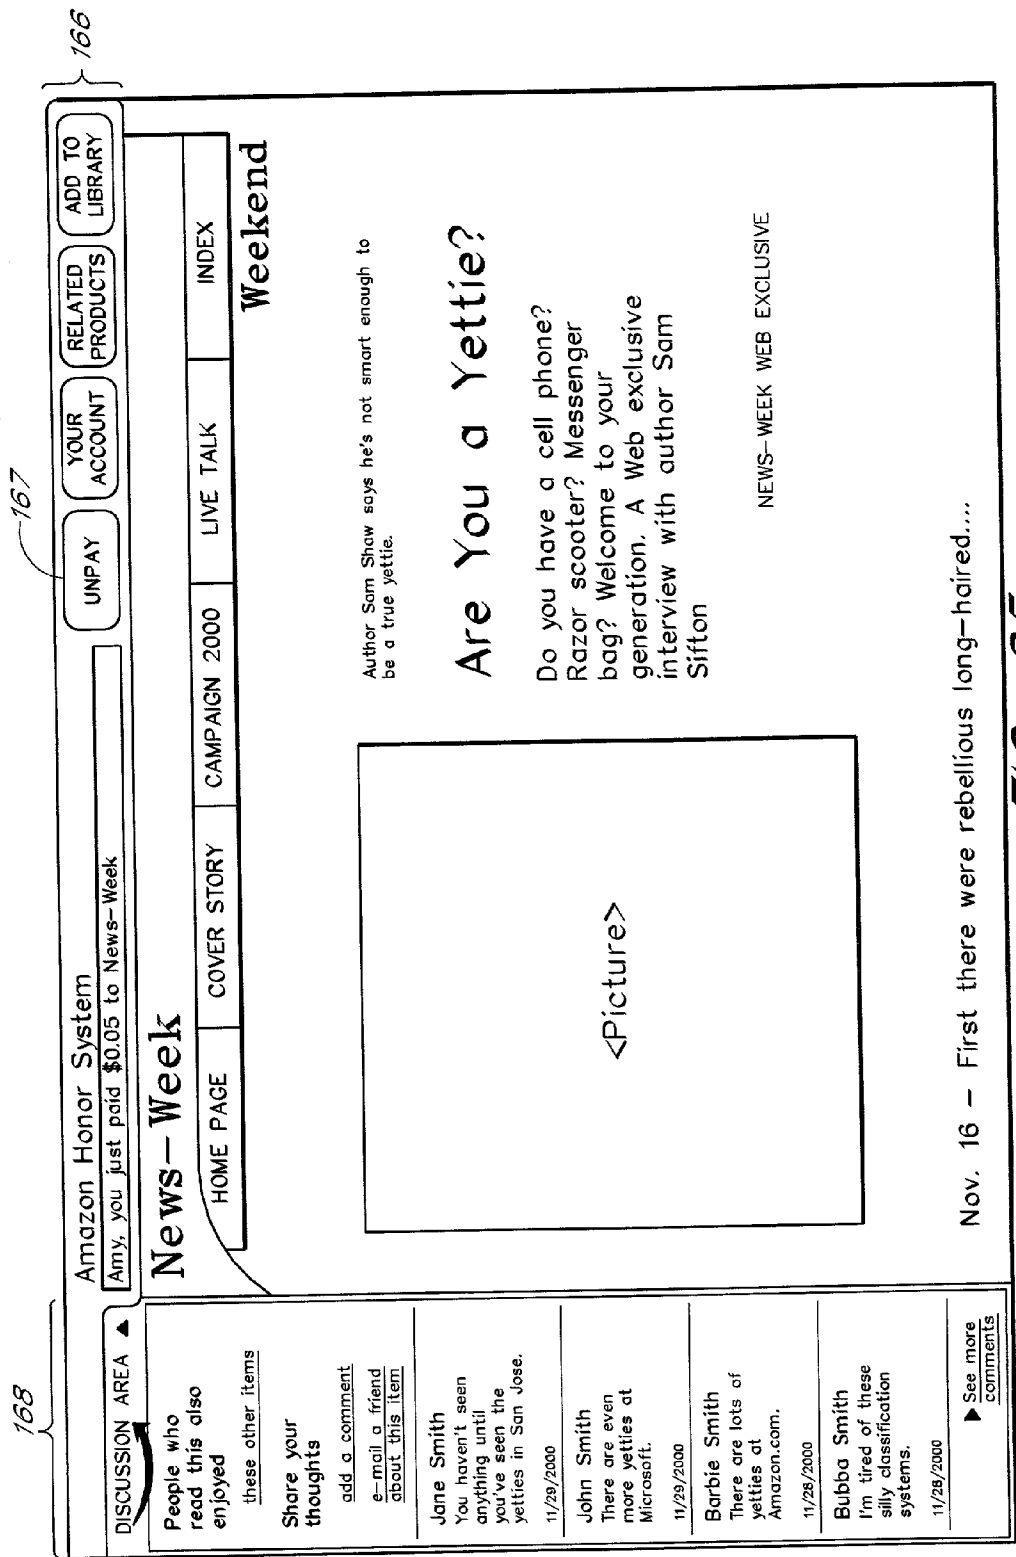 166
167
168
Amazon Honor System
Amy, you just paid $0.05 to News-Week
UNPAY
YOUR
ACCOUNT
RELATED
PRODUCTS
ADD TO
LIBRARY
DISCUSSION AREA ▲
People who
read this also
enjoyed
these other items
Share your
thoughts
add a comment
e-mail a friend
about this item
Jane Smith
You haven't seen
anything until
you've seen the
yetties in San Jose.
11/29/2000
John Smith
There are even
more yetties at
Microsoft.
11/29/2000
Barbie Smith
There are lots of
yetties at
Amazon.com.
11/28/2000
Bubba Smith
I'm tired of these
silly classification
systems.
11/28/2000
▶ See more
comments
News-Week
HOME PAGE
COVER STORY
CAMPAIGN 2000
LIVE TALK
INDEX
Weekend
<Picture>
Author Sam Shaw says he's not smart enough to
be a true yettie.
Are You a Yettie?
Do you have a cell phone?
Razor scooter? Messenger
bag? Welcome to your
generation. A Web exclusive
interview with author Sam
Sifton
NEWS-WEEK WEB EXCLUSIVE
Nov. 16 - First there were rebellious long-haired....